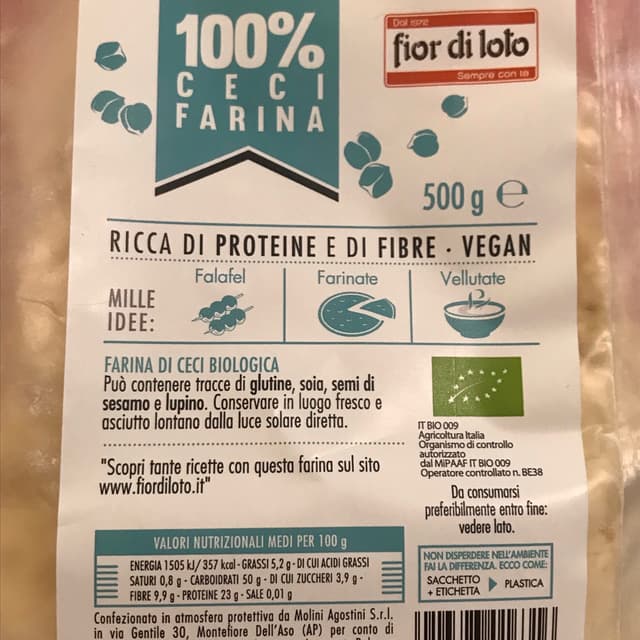 100%
CECI
FARINA
Dal 1972
fior di loto
Sempre con te
500 g e
RICCA DI PROTEINE E DI FIBRE · VEGAN
MILLE
IDEE:
Falafel
Farinate
Vellutate
FARINA DI CECI BIOLOGICA
Può contenere tracce di glutine, soia, semi di
sesamo e lupino. Conservare in luogo fresco e
asciutto lontano dalla luce solare diretta.
"Scopri tante ricette con questa farina sul sito
www.fiordiloto.it"
IT BIO 009
Agricoltura Italia
Organismo di controllo
autorizzato
dal MiPAAF IT BIO 009
Operatore controllato n. BE38
Da consumarsi
preferibilmente entro fine:
vedere lato.
VALORI NUTRIZIONALI MEDI PER 100 g
ENERGIA 1505 kJ/ 357 kcal - GRASSI 5,2 g - DI CUI ACIDI GRASSI
SATURI 0,8 g - CARBOIDRATI 50 g - DI CUI ZUCCHERI 3,9 g -
FIBRE 9,9 g - PROTEINE 23 g - SALE 0,01 g
NON DISPERDERE NELL'AMBIENTE
FAI LA DIFFERENZA. ECCO COME:
SACCHETTO
+ ETICHETTA
PLASTICA
Confezionato in atmosfera protettiva da Molini Agostini S.r.l.
in via Gentile 30, Montefiore Dell'Aso (AP) per conto di